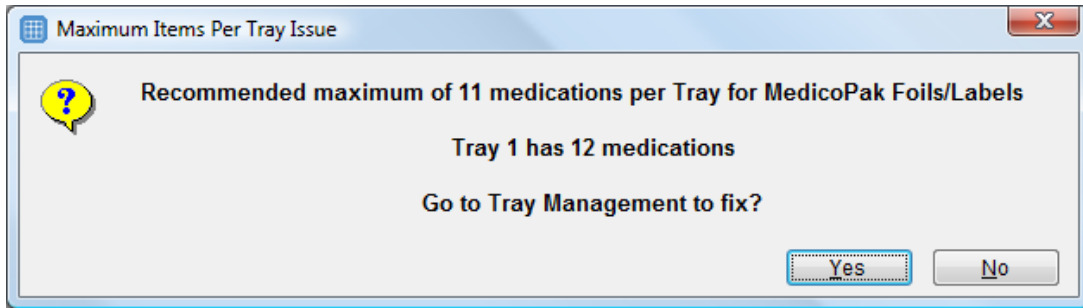 Maximum Items Per Tray Issue
Recommended maximum of 11 medications per Tray for MedicoPak Foils/Labels
Tray 1 has 12 medications
Go to Tray Management to fix?
Yes No